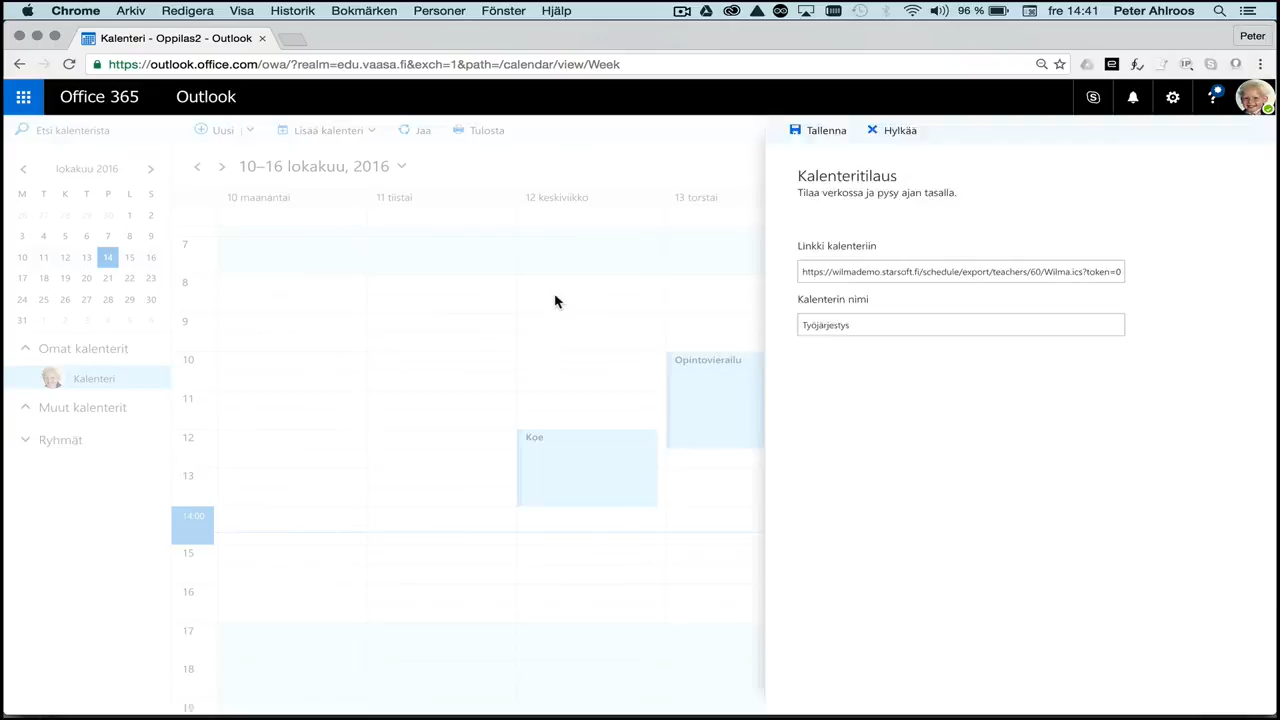 Chrome Arkiv Redigera Visa Historik Bokmärken Personer Fönster Hjälp 96 % fre 14:41 Peter Ahlroos
Kalenteri - Oppilas2 - Outlook Peter
https://outlook.office.com/owa/?realm=edu.vaasa.fi&exch=1&path=/calendar/view/Week
Office 365 Outlook
Etsi kalenterista Uusi Lisää kalenteri Jaa Tulosta Tallenna Hylkää
lokakuu 2016
M T K T P L S
26 27 28 29 30 1 2
3 4 5 6 7 8 9
10 11 12 13 14 15 16
17 18 19 20 21 22 23
24 25 26 27 28 29 30
31 1 2 3 4 5 6
Omat kalenterit
Kalenteri
Muut kalenterit
Ryhmät
10–16 lokakuu, 2016
10 maanantai 11 tiistai 12 keskiviikko 13 torstai
7
8
9
10
11
12
13
14:00
15
16
17
18
19
Opintovierailu
Koe
Kalenteritilaus
Tilaa verkossa ja pysy ajan tasalla.
Linkki kalenteriin
https://wilmademo.starsoft.fi/schedule/export/teachers/60/Wilma.ics?token=0
Kalenterin nimi
Työjärjestys